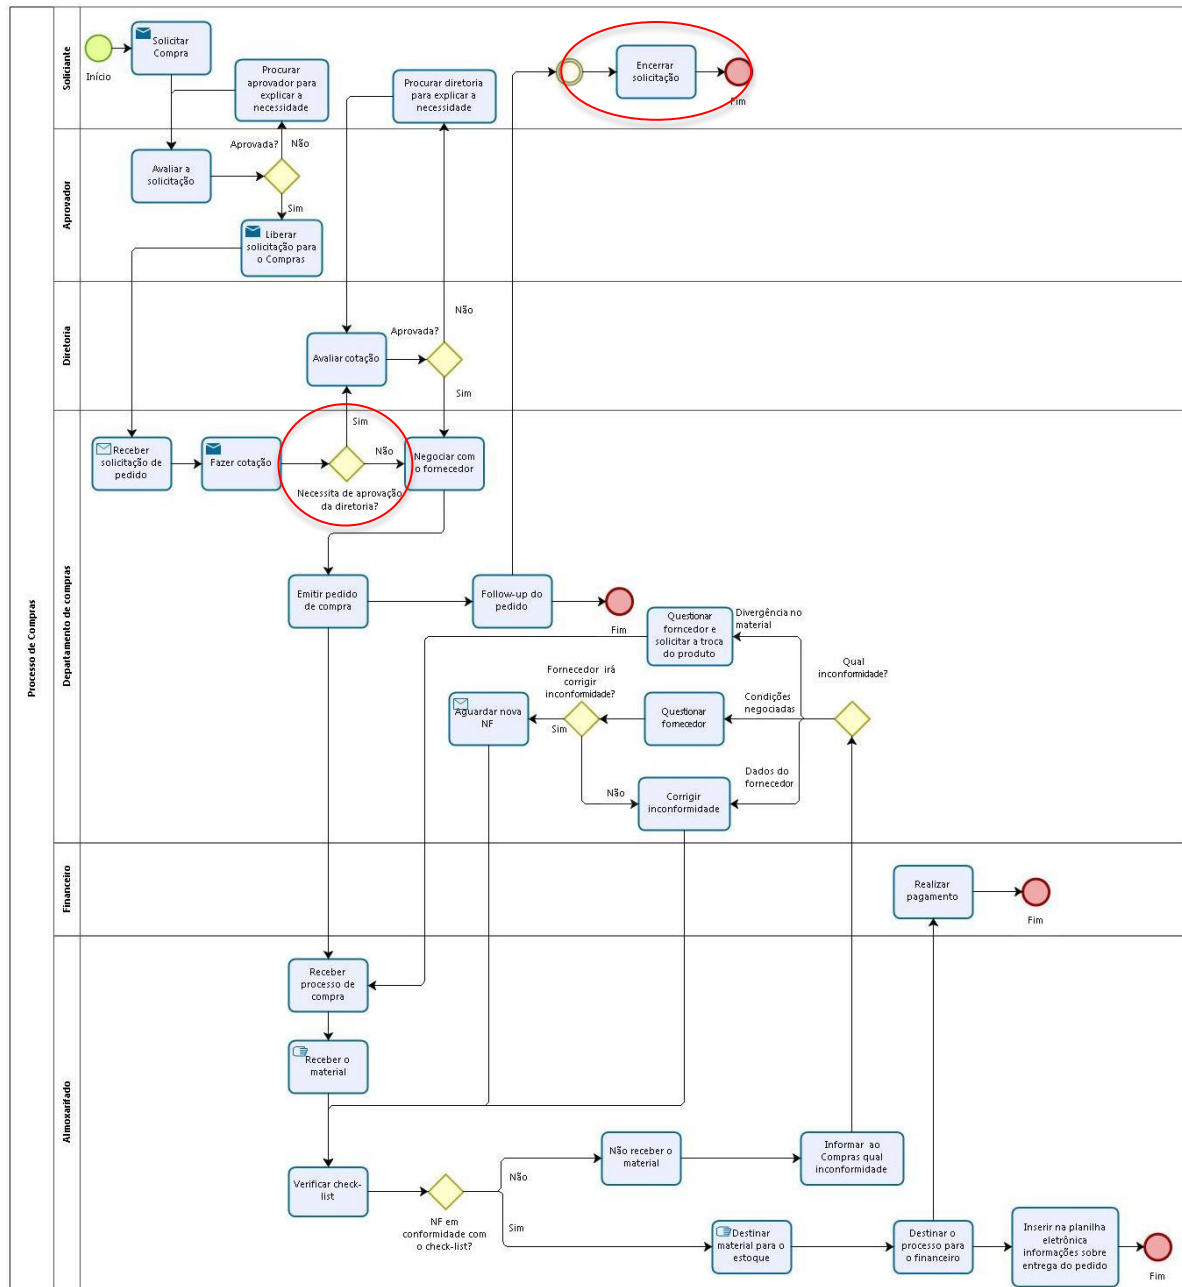 Processo de Compras
Soliciante
Início
Solicitar
Compra
Procurar
aprovador para
explicar a
necessidade
Procurar diretoria
para explicar a
necessidade
Encerrar
solicitação
Fim
Aprovador
Avaliar a
solicitação
Aprovada?
Não
Sim
Liberar
solicitação para
o Compras
Diretoria
Avaliar cotação
Aprovada?
Não
Sim
Departamento de compras
Receber
solicitação de
pedido
Fazer cotação
Sim
Não
Necessita de aprovação
da diretoria?
Negociar com
o fornecedor
Emitir pedido
de compra
Follow-up do
pedido
Fim
Questionar
forncedor e
solicitar a troca
do produto
Divergência no
material
Qual
inconformidade?
Fornecedor irá
corrigir
inconformidade?
Aguardar nova
NF
Sim
Questionar
fornecedor
Condições
negociadas
Não
Corrigir
inconformidade
Dados do
fornecedor
Financeiro
Realizar
pagamento
Fim
Almoxarifado
Receber
processo de
compra
Receber o
material
Verificar check-
list
NF em
conformidade com
o check-list?
Não
Sim
Não receber o
material
Informar ao
Compras qual
inconformidade
Destinar
material para o
estoque
Destinar o
processo para
o financeiro
Inserir na planilha
eletrônica
informações sobre
entrega do pedido
Fim